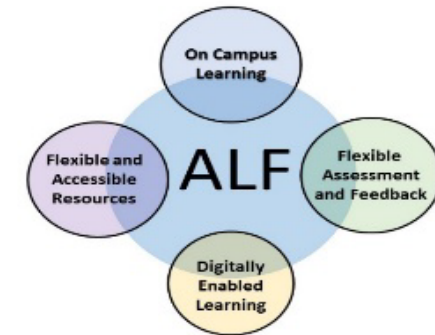 On Campus
Learning
Flexible and
Accessible
Resources
ALF
Flexible
Assessment
and Feedback
Digitally
Enabled
Learning